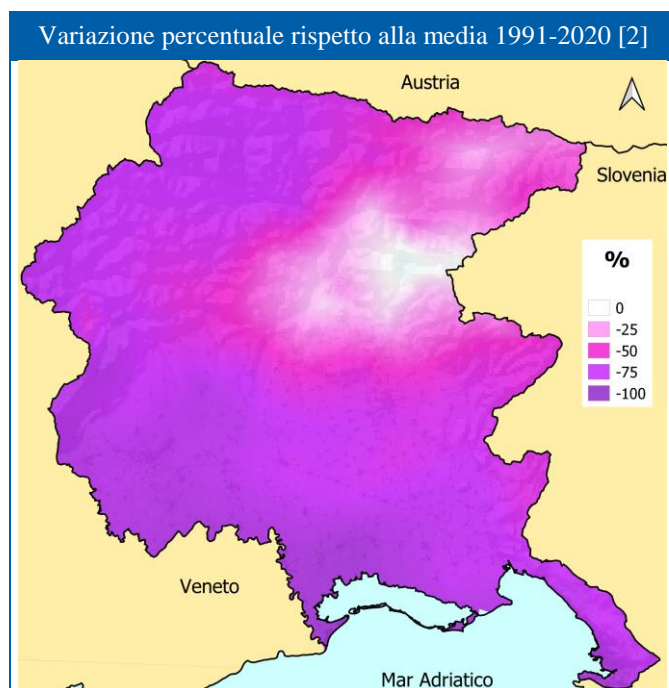 Variazione percentuale rispetto alla media 1991-2020 [2]
Austria
Slovenia
%
0
-25
-50
-75
-100
Veneto
Mar Adriatico